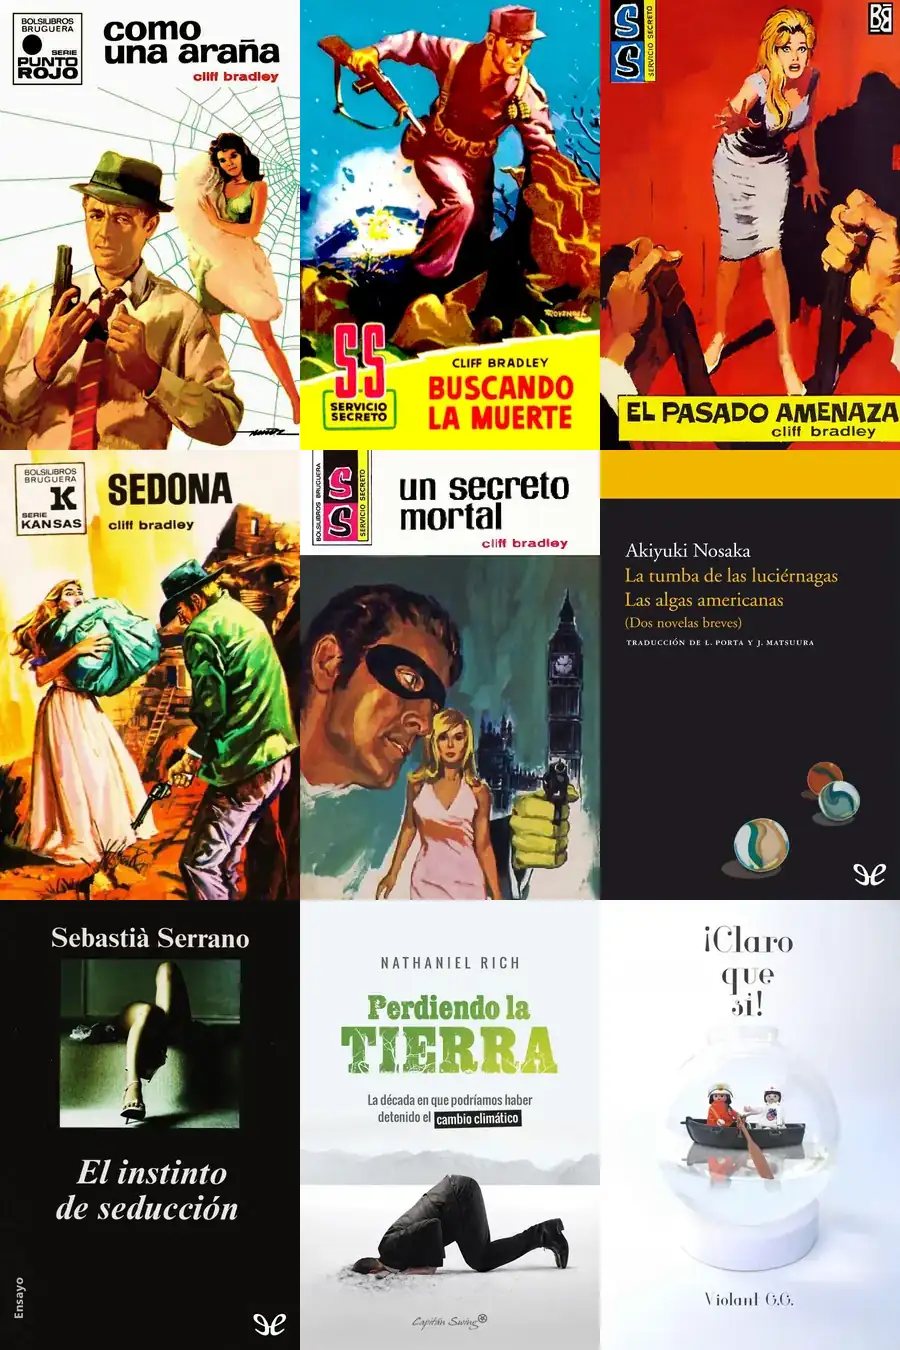 BOLSILIBROS
BRUGUERA
SERIE
PUNTO
ROJO
como
una araña
cliff bradley
SS
SERVICIO
SECRETO
CLIFF BRADLEY
BUSCANDO
LA MUERTE
SS
SERVICIO SECRETO
EL PASADO AMENAZA
cliff bradley
BOLSILIBROS
BRUGUERA
K
SERIE
KANSAS
SEDONA
cliff bradley
BOLSILIBROS BRUGUERA
SS
SERVICIO SECRETO
un secreto
mortal
cliff bradley
Akiyuki Nosaka
La tumba de las luciérnagas
Las algas americanas
(Dos novelas breves)
TRADUCCIÓN DE L. PORTA Y J. MATSUURA
Sebastià Serrano
El instinto
de seducción
Ensayo
NATHANIEL RICH
Perdiendo la
TIERRA
La década en que podríamos haber
detenido el cambio climático
Capitán Swing
¡Claro
que
sí!
Violant G.G.